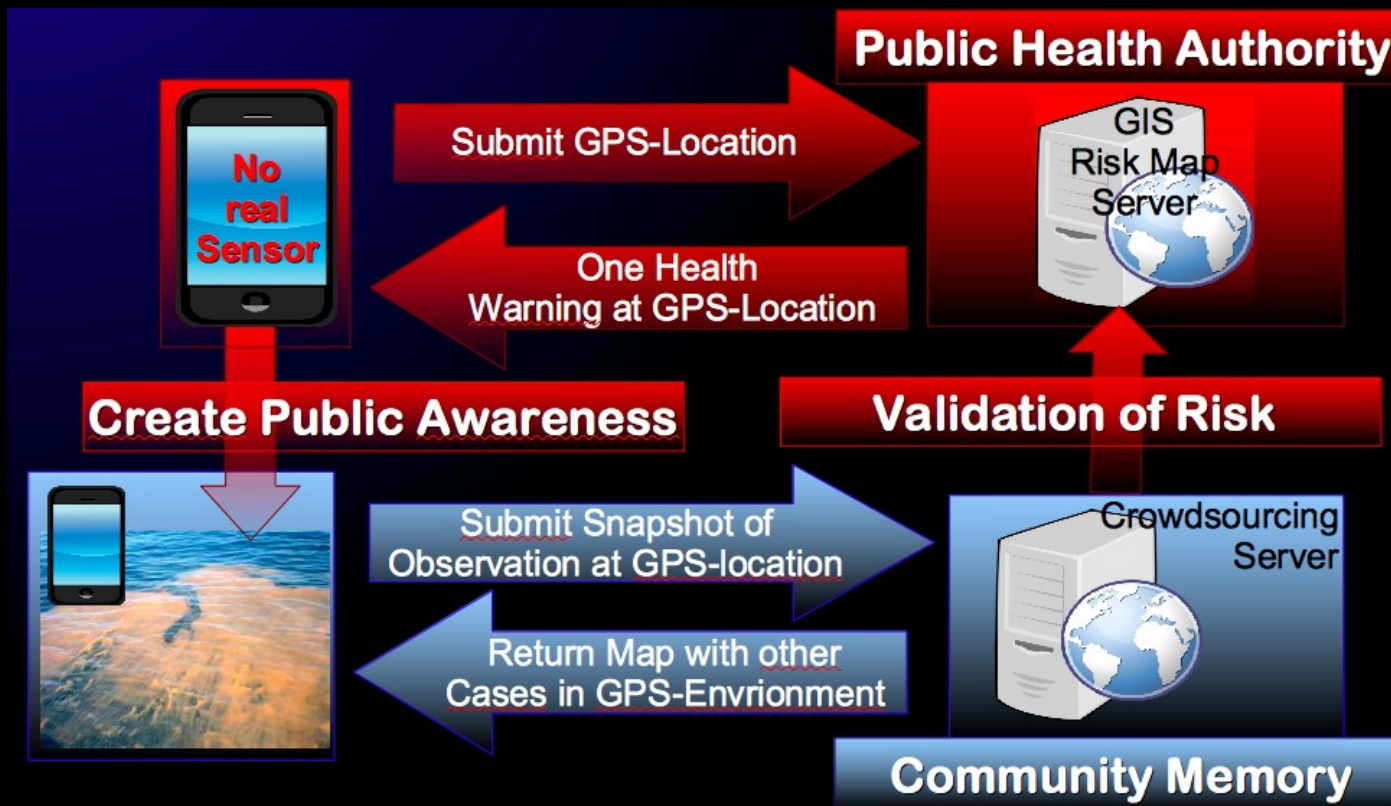 Public Health Authority
No
real
Sensor
Submit GPS-Location
GIS
Risk Map
Server
One Health
Warning at GPS-Location
Create Public Awareness
Validation of Risk
Submit Snapshot of
Observation at GPS-location
Crowdsourcing
Server
Return Map with other
Cases in GPS-Envrionment
Community Memory